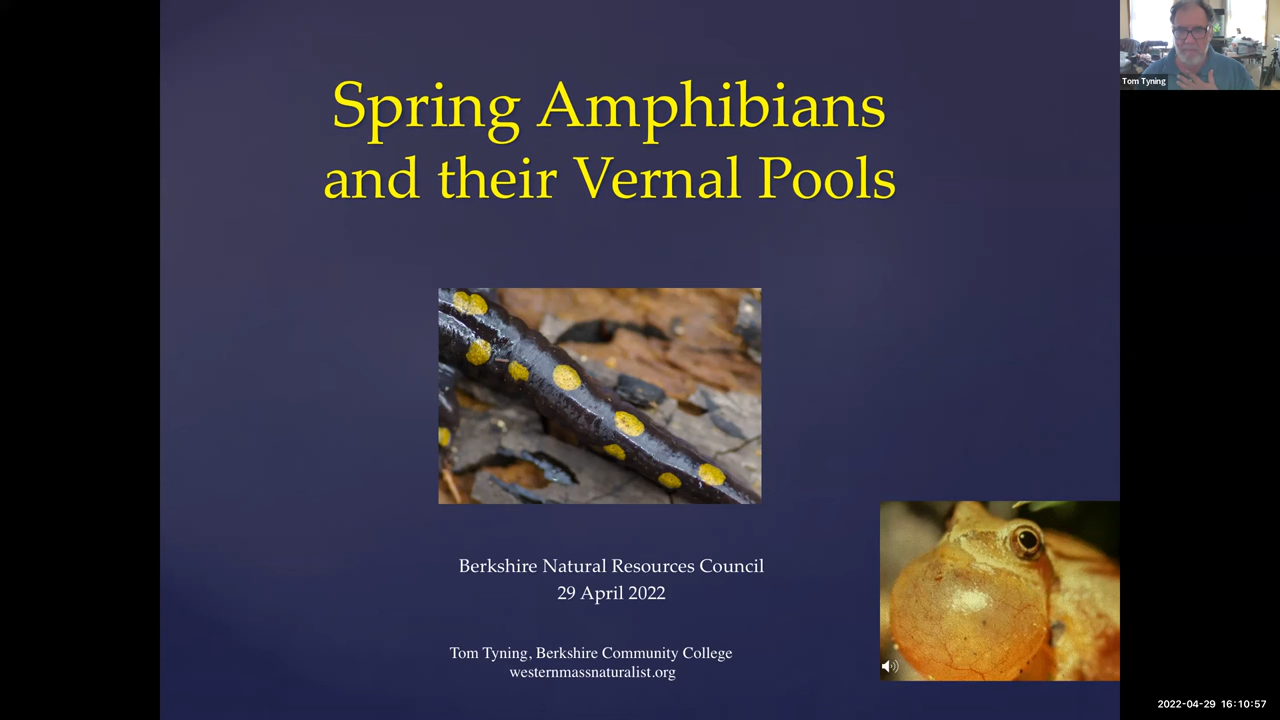 Tom Tyning
Spring Amphibians
and their Vernal Pools
Berkshire Natural Resources Council
29 April 2022
Tom Tyning, Berkshire Community College
westernmassnaturalist.org
2022-04-29 16:10:57